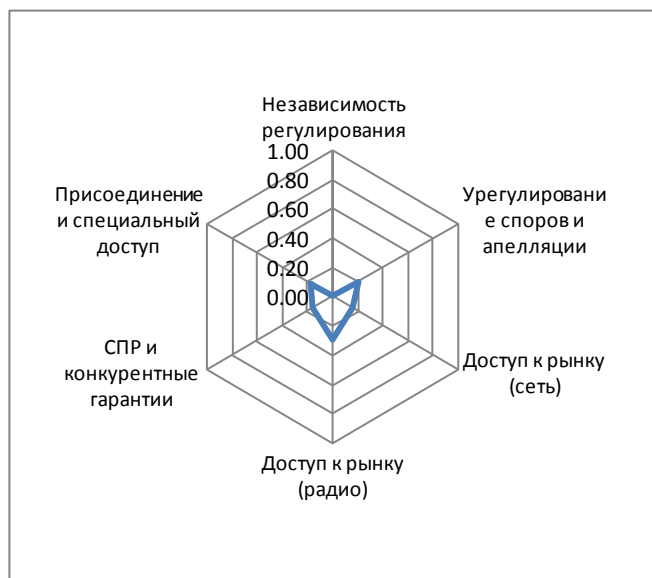 Независимость
регулирования
1.00
0.80
0.60
0.40
0.20
0.00
Урегулировани
е споров и
апелляции
Доступ к рынку
(сеть)
Доступ к рынку
(радио)
СПР и
конкурентные
гарантии
Присоединение
и специальный
доступ